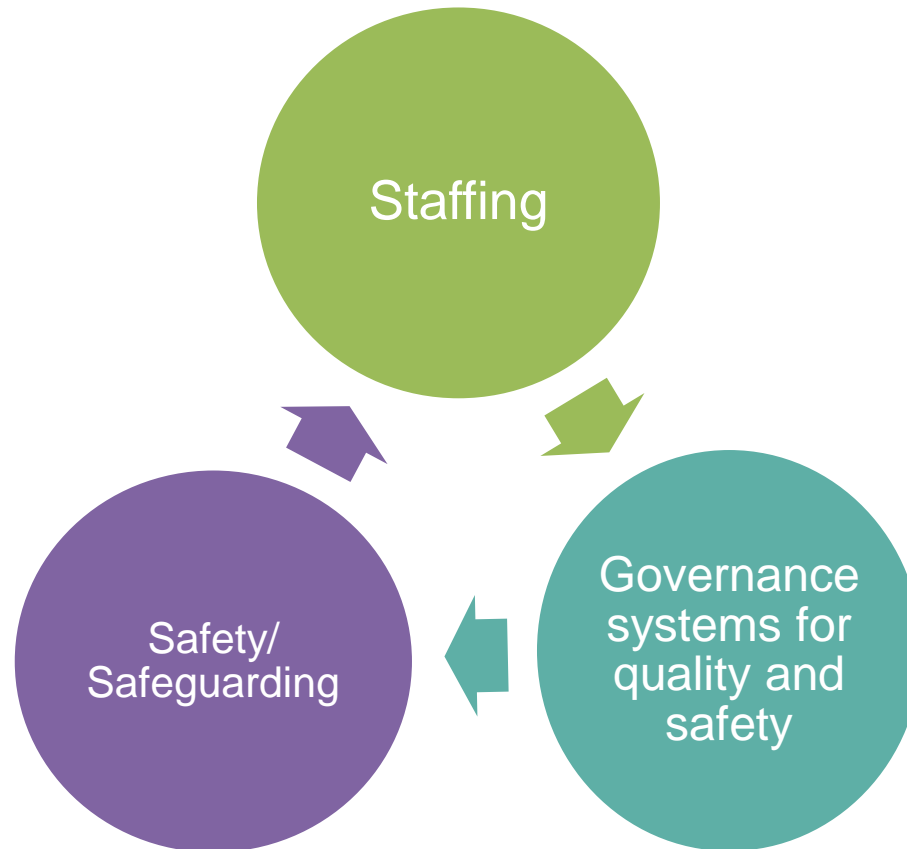 Staffing
Governance
systems for
quality and
safety
Safety/
Safeguarding